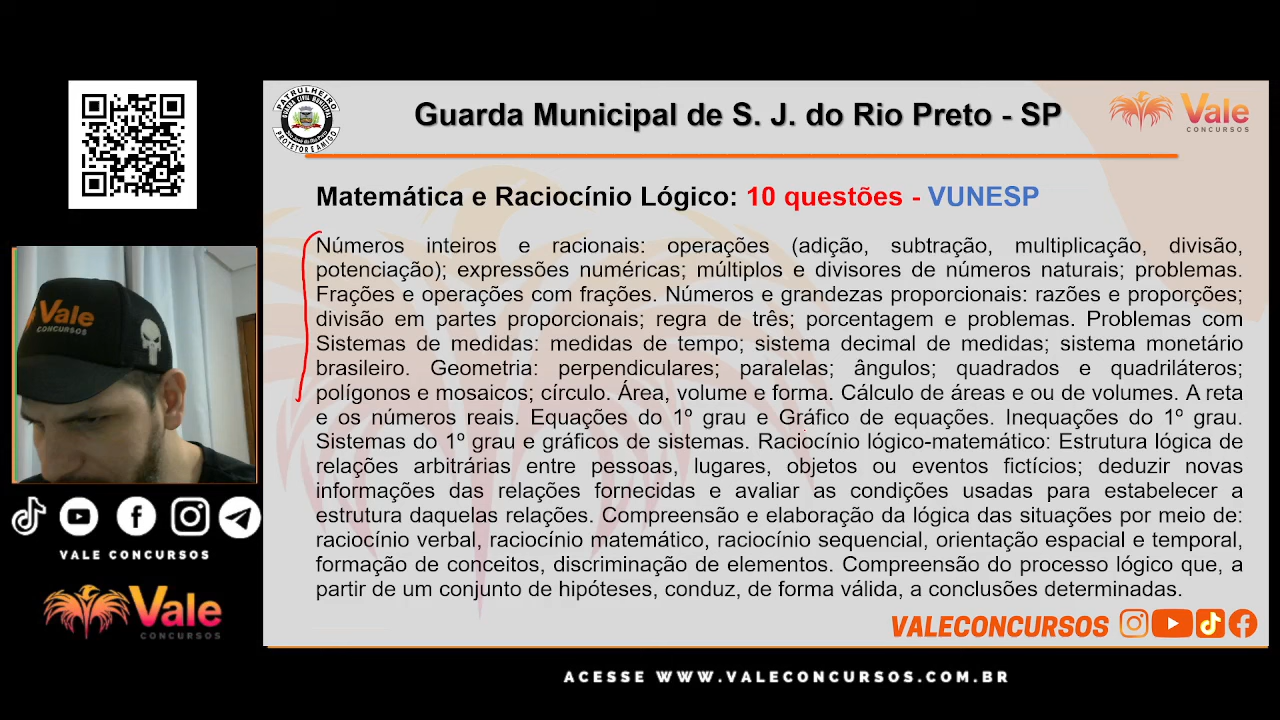 Guarda Municipal de S. J. do Rio Preto - SP
Vale
CONCURSOS
PATRULHEIRO
PROTETOR E AMIGO
Matemática e Raciocínio Lógico: 10 questões - VUNESP
Números inteiros e racionais: operações (adição, subtração, multiplicação, divisão,
potenciação); expressões numéricas; múltiplos e divisores de números naturais; problemas.
Frações e operações com frações. Números e grandezas proporcionais: razões e proporções;
divisão em partes proporcionais; regra de três; porcentagem e problemas. Problemas com
Sistemas de medidas: medidas de tempo; sistema decimal de medidas; sistema monetário
brasileiro. Geometria: perpendiculares; paralelas; ângulos; quadrados e quadriláteros;
polígonos e mosaicos; círculo. Área, volume e forma. Cálculo de áreas e ou de volumes. A reta
e os números reais. Equações do 1º grau e Gráfico de equações. Inequações do 1º grau.
Sistemas do 1º grau e gráficos de sistemas. Raciocínio lógico-matemático: Estrutura lógica de
relações arbitrárias entre pessoas, lugares, objetos ou eventos fictícios; deduzir novas
informações das relações fornecidas e avaliar as condições usadas para estabelecer a
estrutura daquelas relações. Compreensão e elaboração da lógica das situações por meio de:
raciocínio verbal, raciocínio matemático, raciocínio sequencial, orientação espacial e temporal,
formação de conceitos, discriminação de elementos. Compreensão do processo lógico que, a
partir de um conjunto de hipóteses, conduz, de forma válida, a conclusões determinadas.
VALECONCURSOS
Vale
CONCURSOS
VALE CONCURSOS
Vale
CONCURSOS
ACESSE WWW.VALECONCURSOS.COM.BR